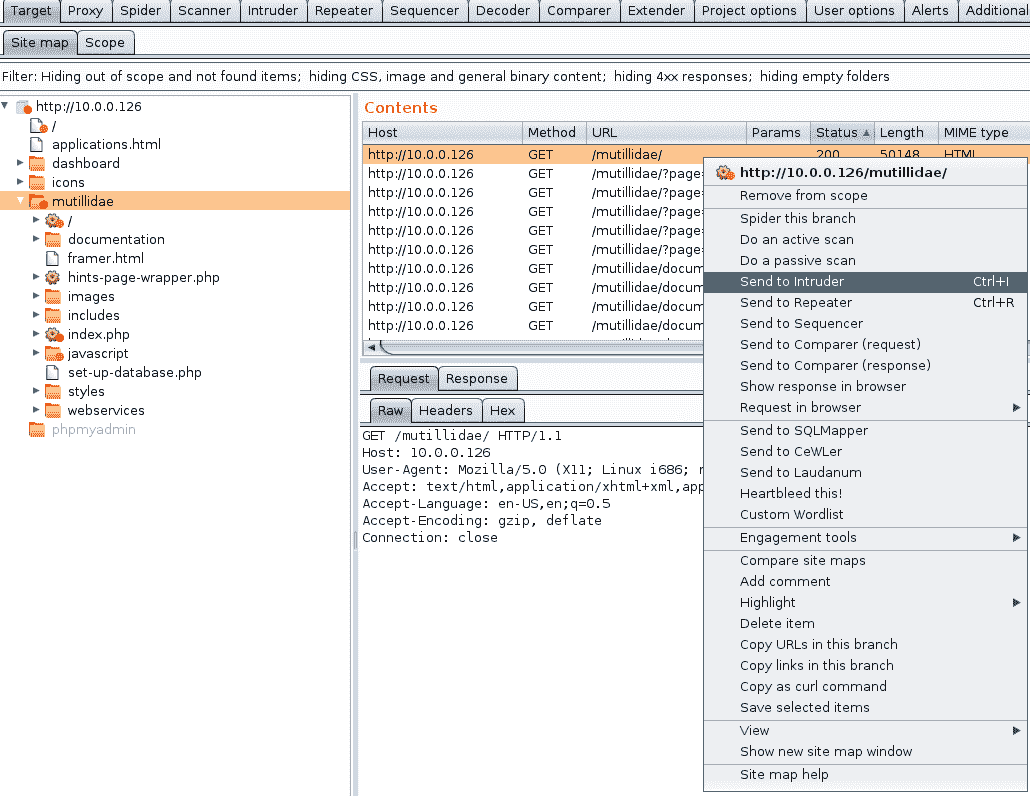 Target Proxy Spider Scanner Intruder Repeater Sequencer Decoder Comparer Extender Project options User options Alerts Additional
Site map Scope
Filter: Hiding out of scope and not found items; hiding CSS, image and general binary content; hiding 4xx responses; hiding empty folders
http://10.0.0.126
/
applications.html
dashboard
icons
mutillidae
/
documentation
framer.html
hints-page-wrapper.php
images
includes
index.php
javascript
set-up-database.php
styles
webservices
phpmyadmin
Contents
Host Method URL Params Status Length MIME type
http://10.0.0.126 GET /mutillidae/ 200 50148 HTML
http://10.0.0.126 GET /mutillidae/?page=
http://10.0.0.126 GET /mutillidae/?page=
http://10.0.0.126 GET /mutillidae/?page=
http://10.0.0.126 GET /mutillidae/?page=
http://10.0.0.126 GET /mutillidae/?page=
http://10.0.0.126 GET /mutillidae/docum
http://10.0.0.126 GET /mutillidae/docum
http://10.0.0.126 GET /mutillidae/docum
http://10.0.0.126 GET /mutillidae/docum
Request Response
Raw Headers Hex
GET /mutillidae/ HTTP/1.1
Host: 10.0.0.126
User-Agent: Mozilla/5.0 (X11; Linux i686; r
Accept: text/html,application/xhtml+xml,app
Accept-Language: en-US,en;q=0.5
Accept-Encoding: gzip, deflate
Connection: close
http://10.0.0.126/mutillidae/
Remove from scope
Spider this branch
Do an active scan
Do a passive scan
Send to Intruder Ctrl+I
Send to Repeater Ctrl+R
Send to Sequencer
Send to Comparer (request)
Send to Comparer (response)
Show response in browser
Request in browser
Send to SQLMapper
Send to CeWLer
Send to Laudanum
Heartbleed this!
Custom Wordlist
Engagement tools
Compare site maps
Add comment
Highlight
Delete item
Copy URLs in this branch
Copy links in this branch
Copy as curl command
Save selected items
View
Show new site map window
Site map help